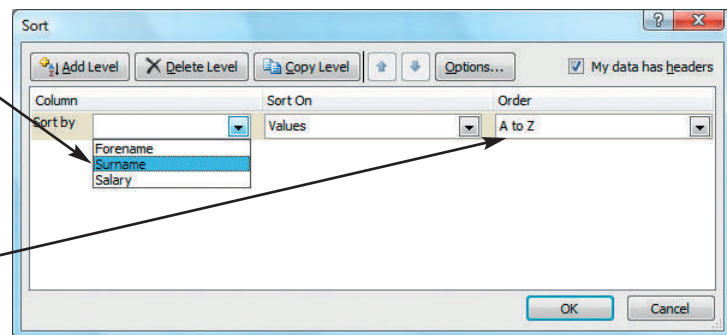 Sort
Add Level Delete Level Copy Level Options... My data has headers
Column Sort On Order
Sort by Values A to Z
Forename
Surname
Salary
OK Cancel